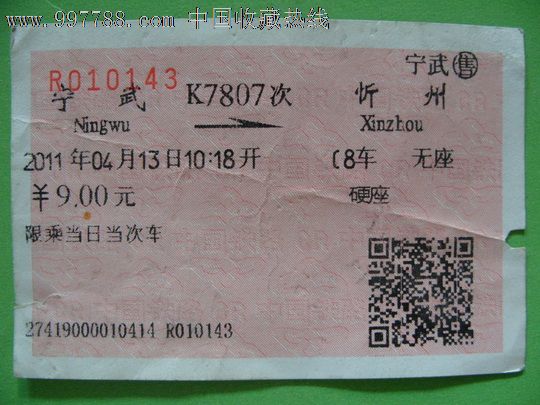 www.997788.com 中国收藏热线
R010143
宁武售
宁武 K7807次 忻州
Ningwu Xinzhou
2011年04月13日10:18开 08车 无座
￥9.00元 硬座
限乘当日当次车
27419000010414 R010143